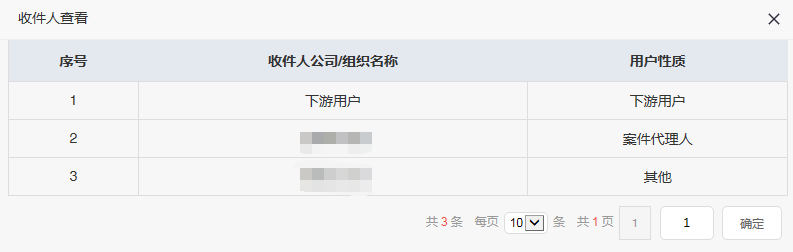 收件人查看
序号 收件人公司/组织名称 用户性质
1 下游用户 下游用户
2 案件代理人
3 其他
共 3 条 每页 10 条 共 1 页 1 1 确定